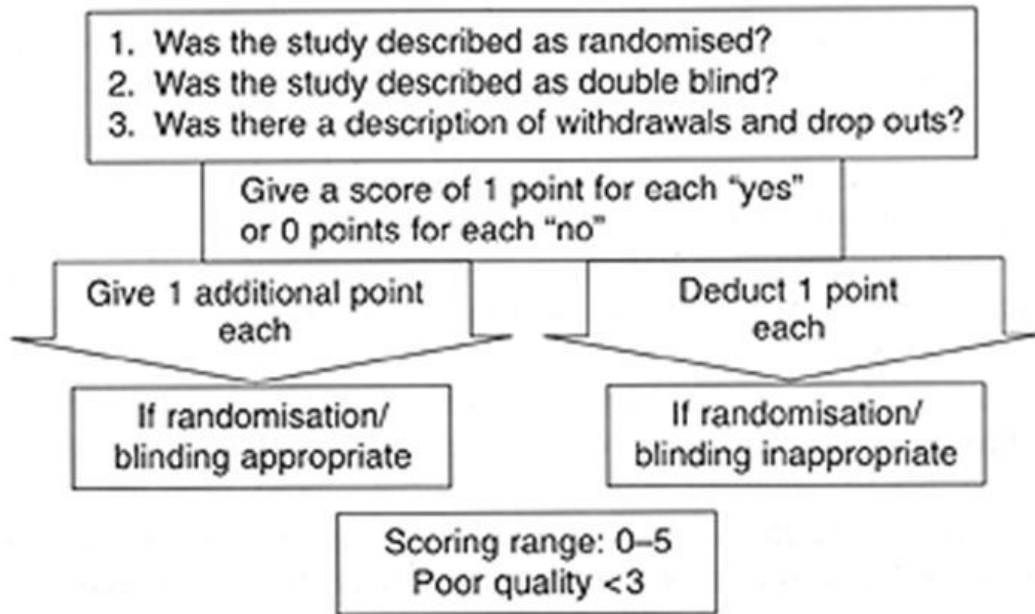 1. Was the study described as randomised?
2. Was the study described as double blind?
3. Was there a description of withdrawals and drop outs?
Give a score of 1 point for each “yes”
or 0 points for each “no”
Give 1 additional point
each
Deduct 1 point
each
If randomisation/
blinding appropriate
If randomisation/
blinding inappropriate
Scoring range: 0–5
Poor quality <3